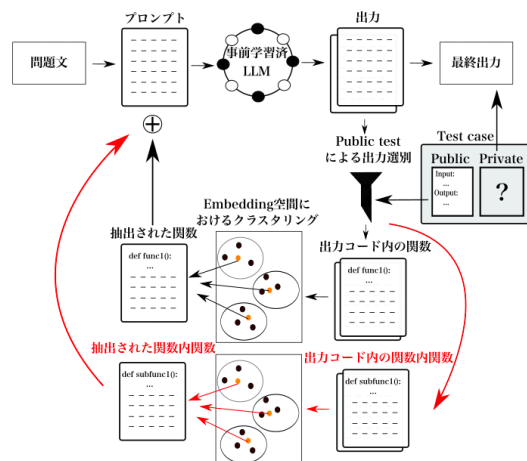 プロンプト
事前学習済
LLM
出力
問題文
最終出力
Public test
による出力選別
Test case
Public
Private
Input:
...
Output:
...
?
Embedding空間に
おけるクラスタリング
抽出された関数
def func1():
...
出力コード内の関数
def func1():
...
抽出された関数内関数
def subfunc1():
...
出力コード内の関数内関数
def subfunc1():
...